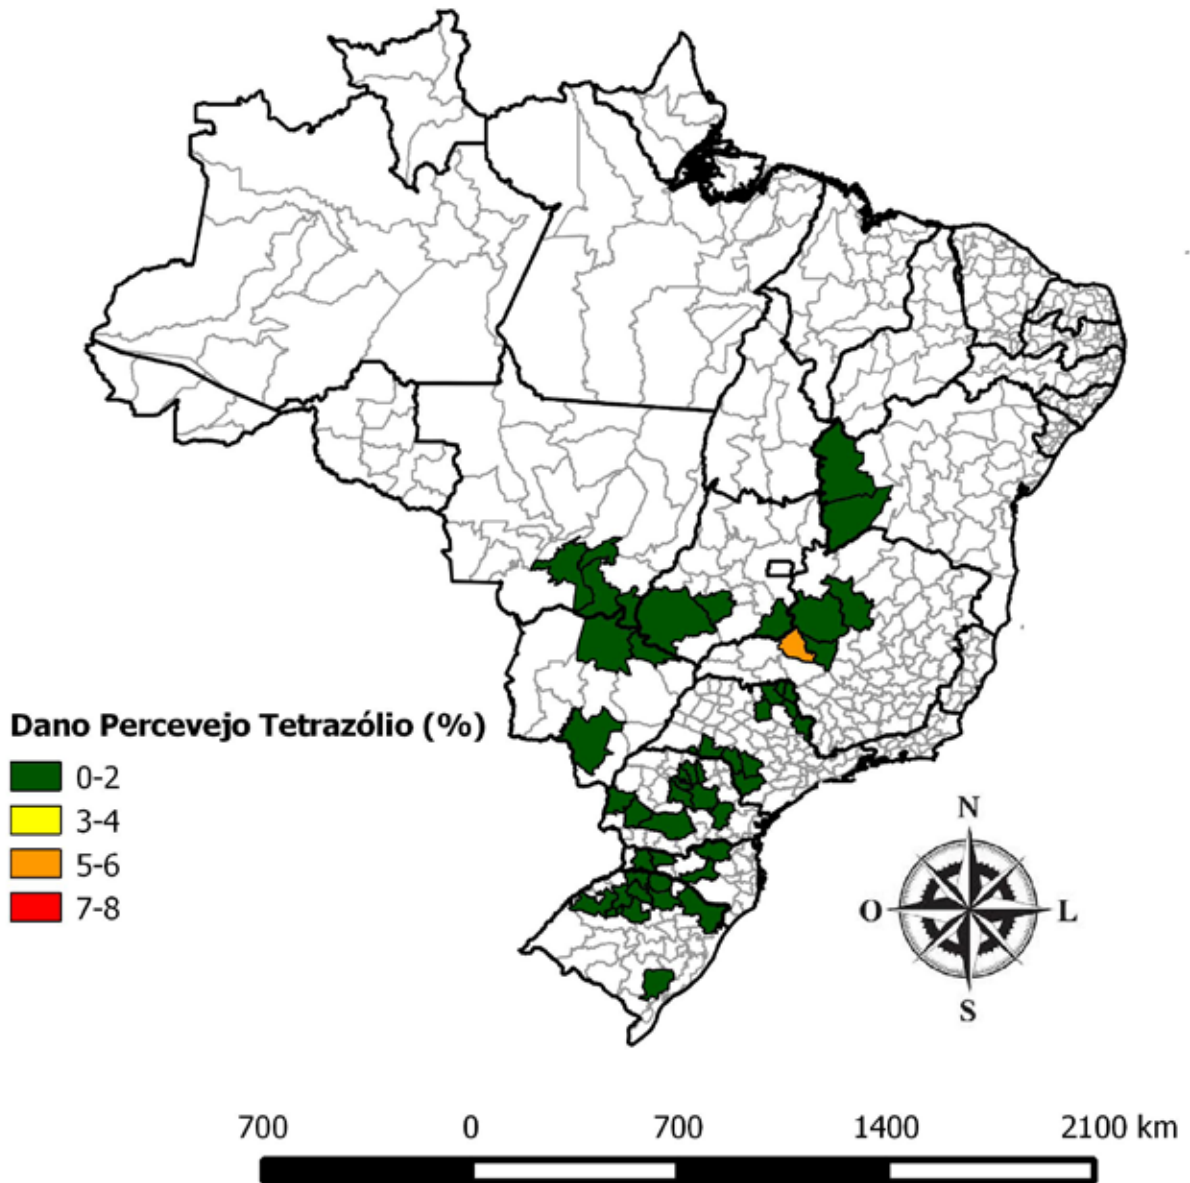 Dano Percevejo Tetrazólio (%)
0-2
3-4
5-6
7-8
N
O
L
S
700 0 700 1400 2100 km